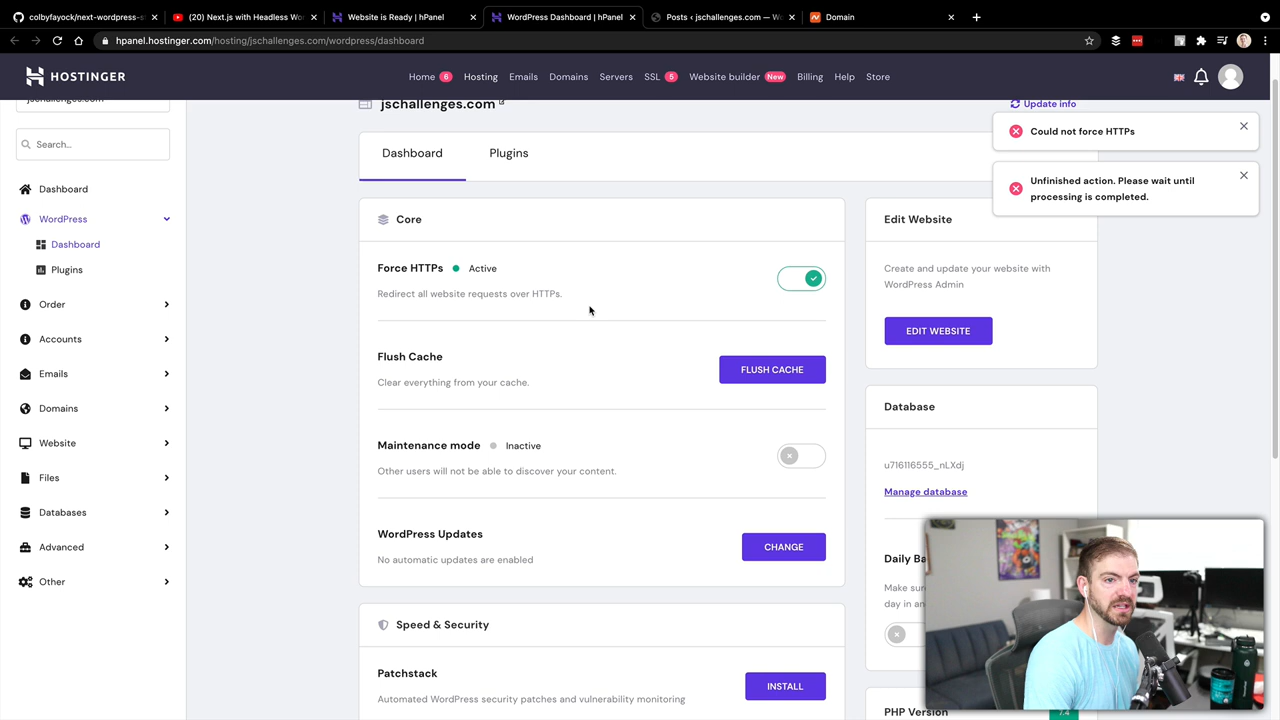 colbyfayock/next-wordpress-s
(20) Next.js with Headless Wo
Website is Ready | hPanel
WordPress Dashboard | hPanel
Posts ‹ jschallenges.com — W
Domain
hpanel.hostinger.com/hosting/jschallenges.com/wordpress/dashboard
HOSTINGER
Home 6
Hosting
Emails
Domains
Servers
SSL 5
Website builder New
Billing
Help
Store
jschallenges.com
Search...
Dashboard
WordPress
Dashboard
Plugins
Order
Accounts
Emails
Domains
Website
Files
Databases
Advanced
Other
jschallenges.com
Update info
Could not force HTTPs
Unfinished action. Please wait until
processing is completed.
Dashboard
Plugins
Core
Force HTTPs Active
Redirect all website requests over HTTPs.
Flush Cache
Clear everything from your cache.
FLUSH CACHE
Maintenance mode Inactive
Other users will not be able to discover your content.
WordPress Updates
No automatic updates are enabled
CHANGE
Speed & Security
Patchstack
Automated WordPress security patches and vulnerability monitoring
INSTALL
Edit Website
Create and update your website with
WordPress Admin
EDIT WEBSITE
Database
u716116555_nLXdj
Manage database
Daily Ba
Make sur
day in an
PHP Version
7.4